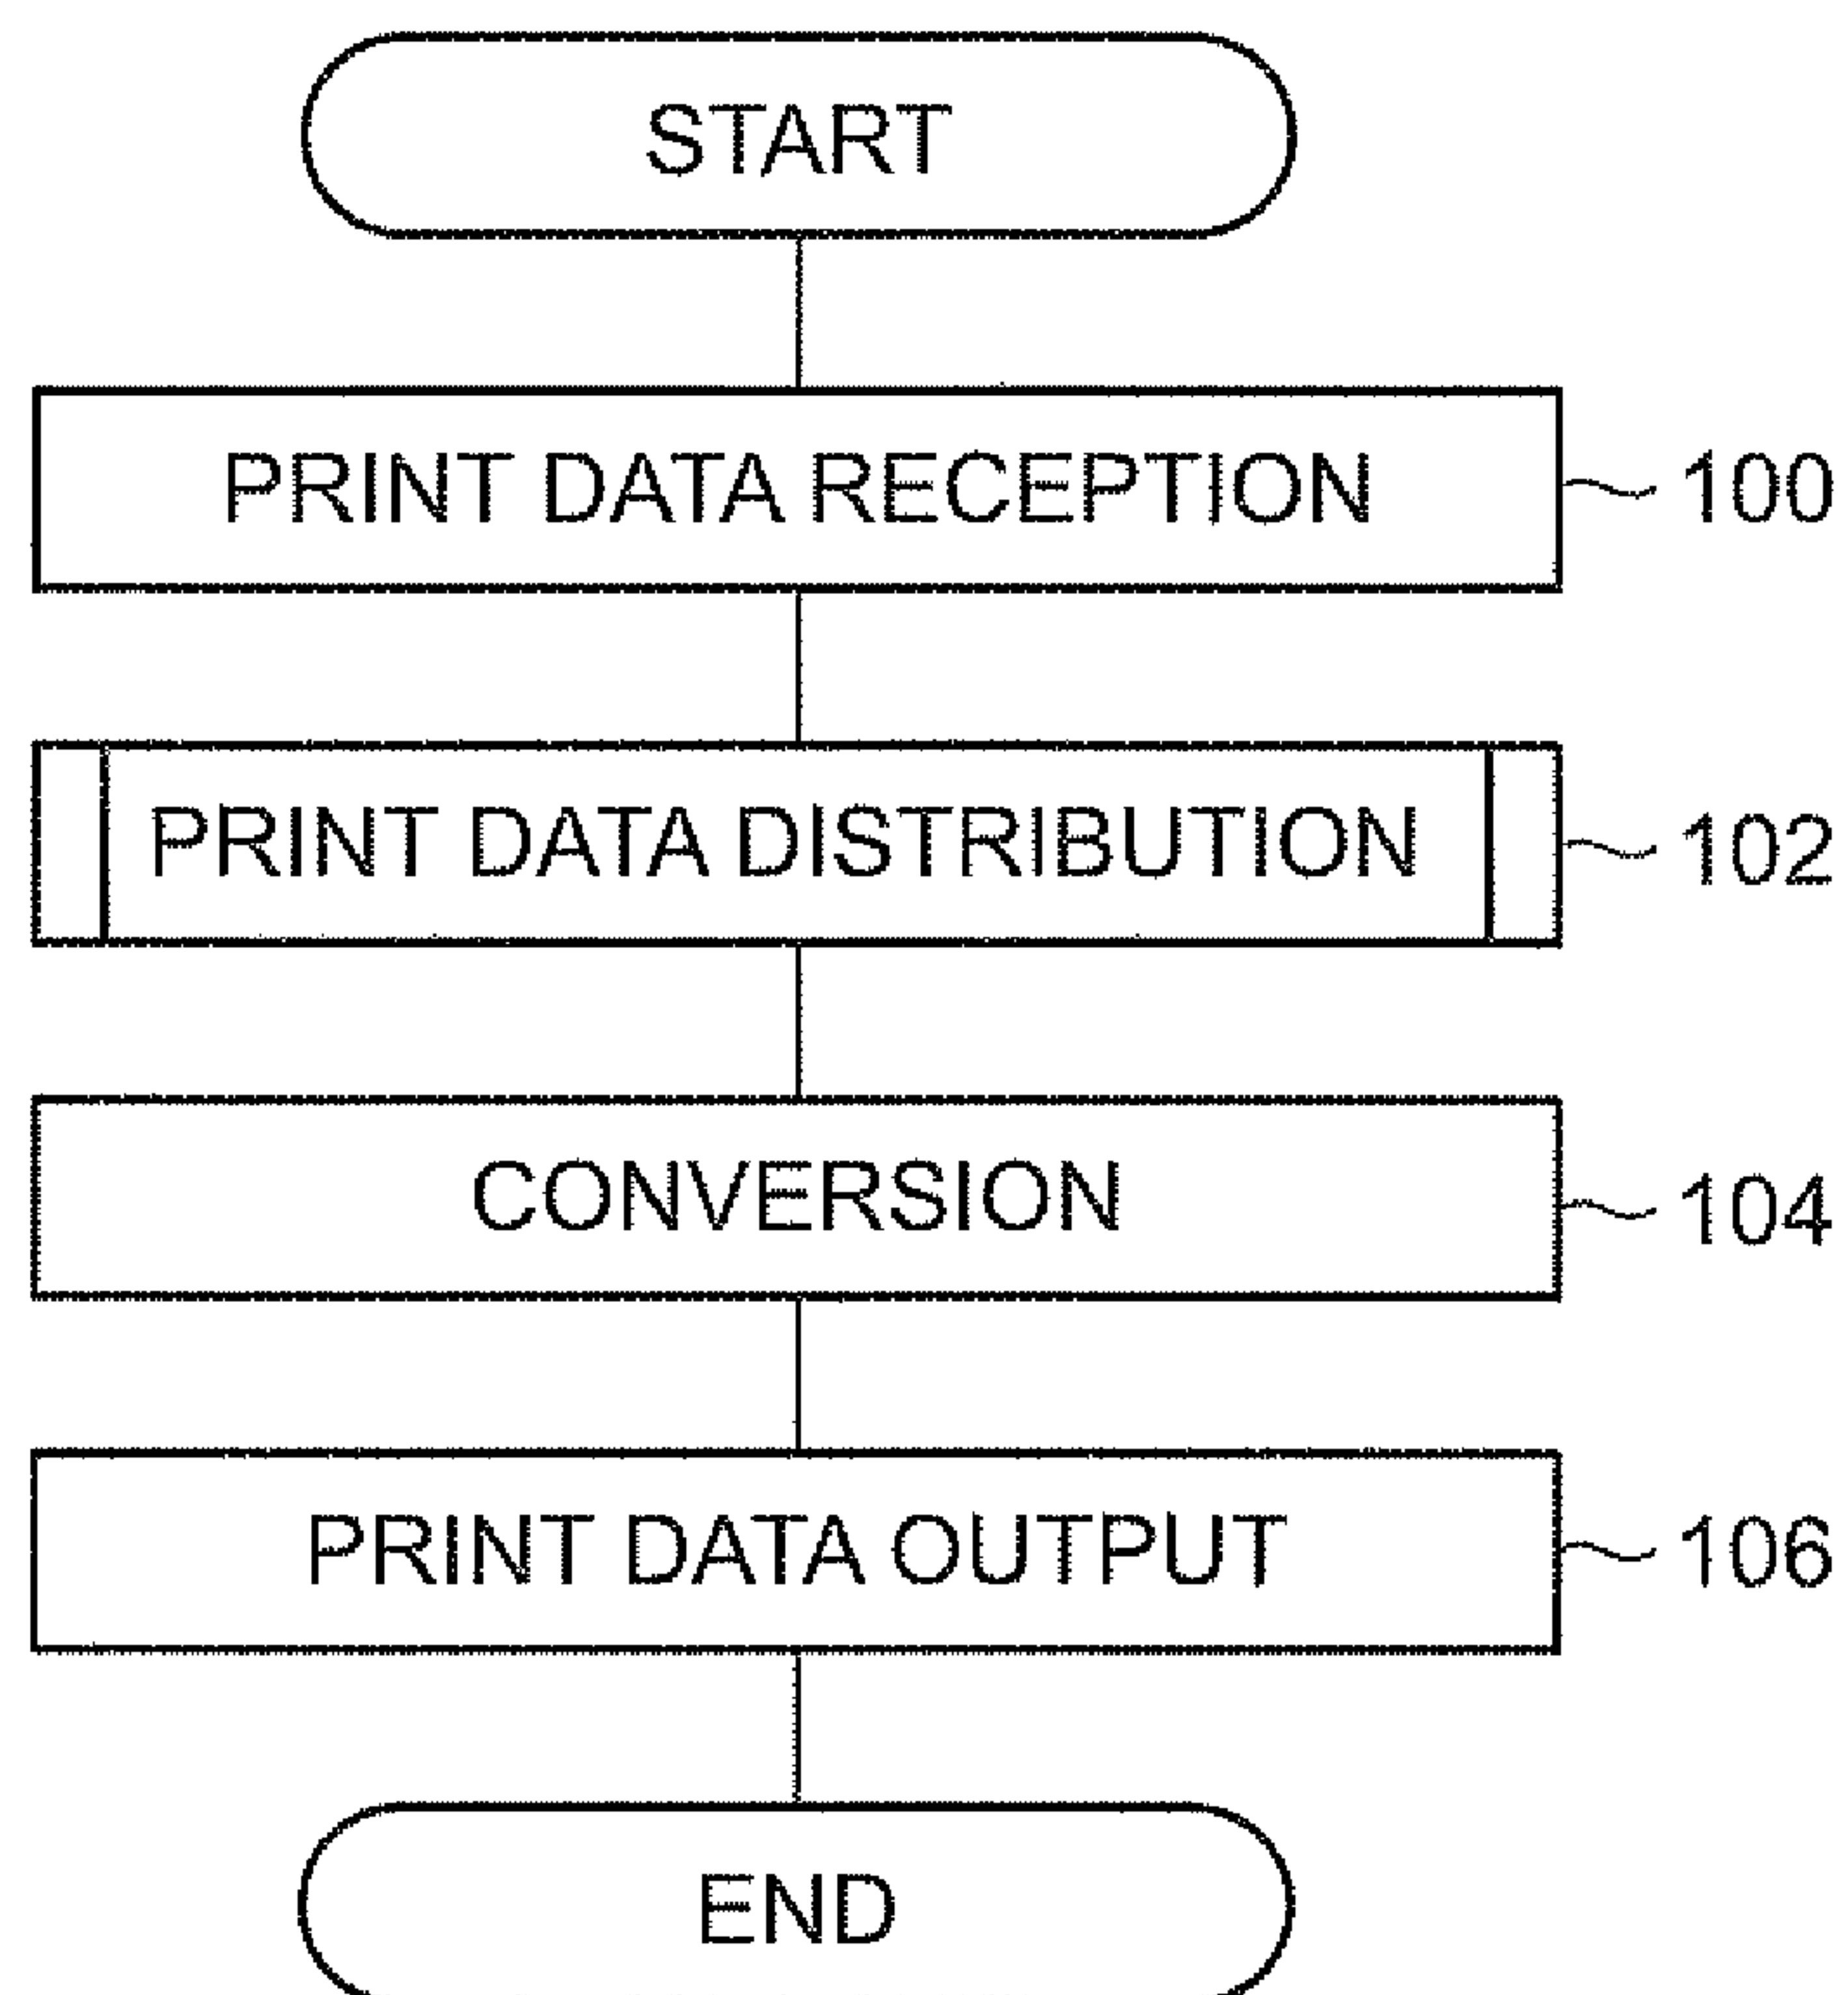 START
PRINT DATA RECEPTION
100
PRINT DATA DISTRIBUTION
102
CONVERSION
104
PRINT DATA OUTPUT
106
END